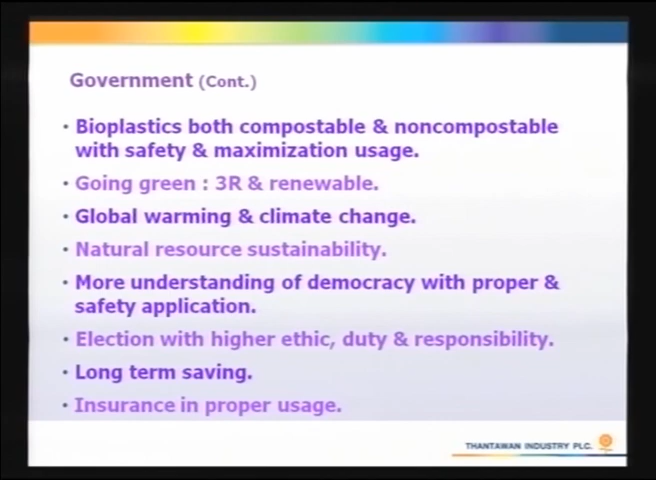 Government (Cont.)
• Bioplastics both compostable & noncompostable
with safety & maximization usage.
• Going green : 3R & renewable.
• Global warming & climate change.
• Natural resource sustainability.
• More understanding of democracy with proper &
safety application.
• Election with higher ethic, duty & responsibility.
• Long term saving.
• Insurance in proper usage.
THANTAWAN INDUSTRY PLC.